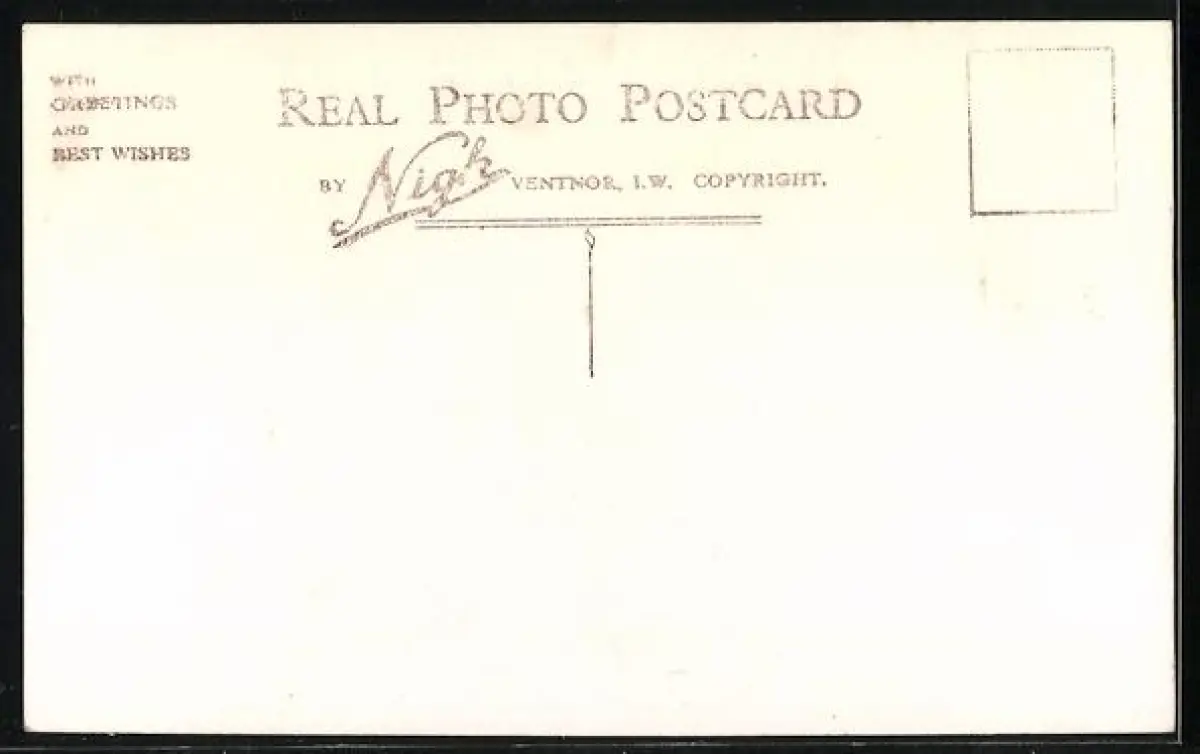 WITH
GREETINGS
AND
BEST WISHES
REAL PHOTO POSTCARD
BY Nigh VENTNOR, I.W. COPYRIGHT.